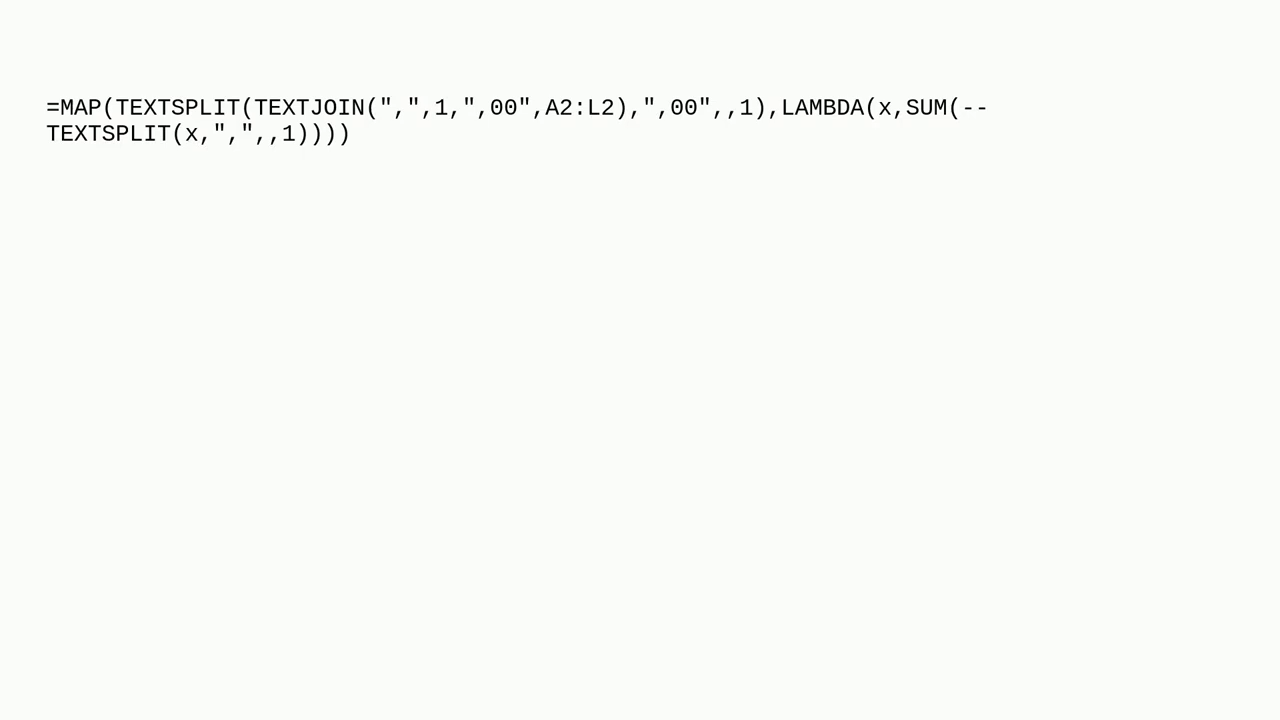 =MAP(TEXTSPLIT(TEXTJOIN(",",1,",00",A2:L2),",00",,1),LAMBDA(x,SUM(--
TEXTSPLIT(x,",",,1))))